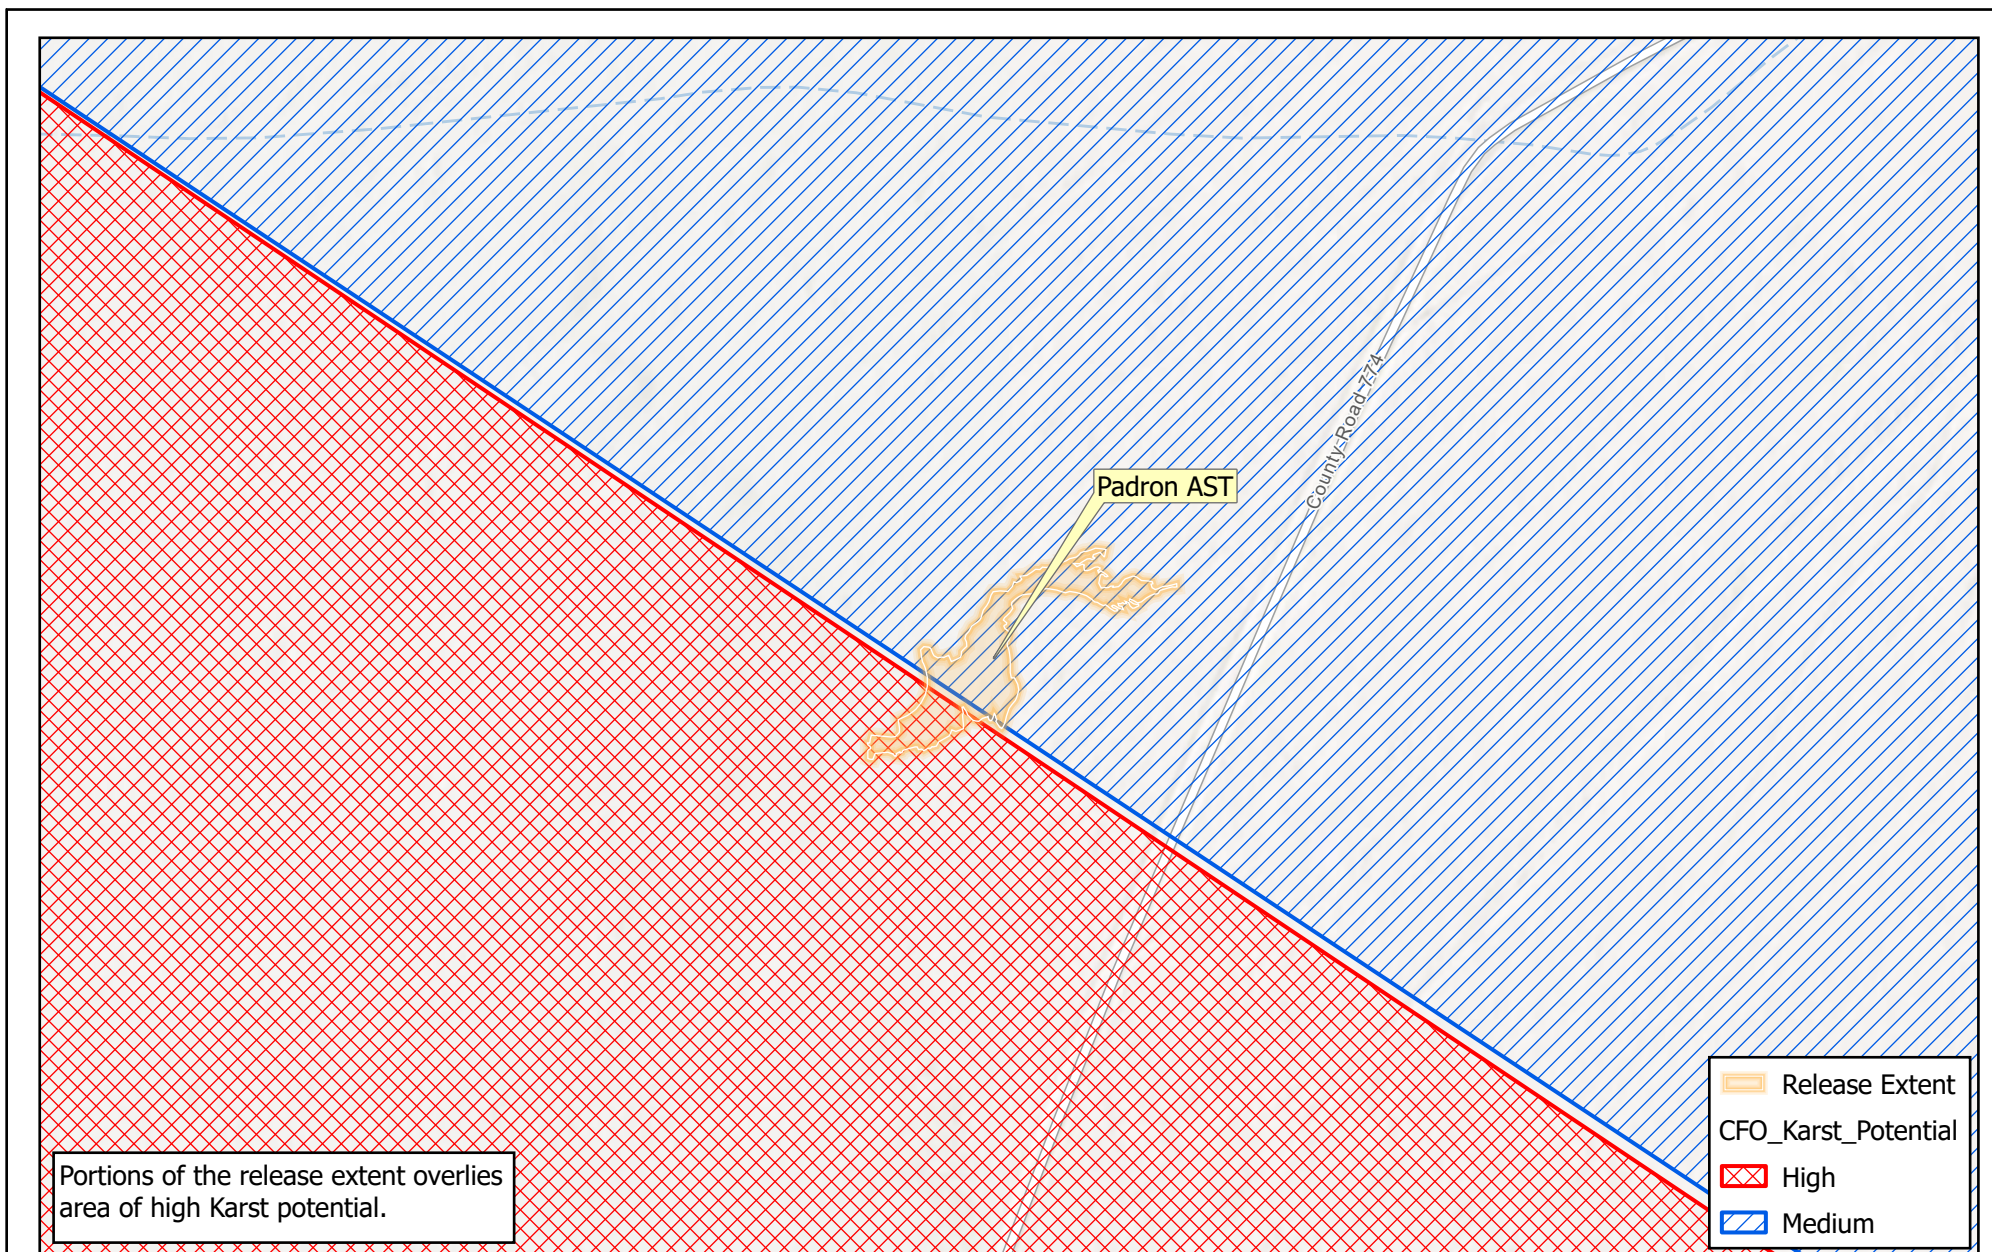 County Road 774
Padron AST
Release Extent
CFO_Karst_Potential
High
Medium
Portions of the release extent overlies
area of high Karst potential.